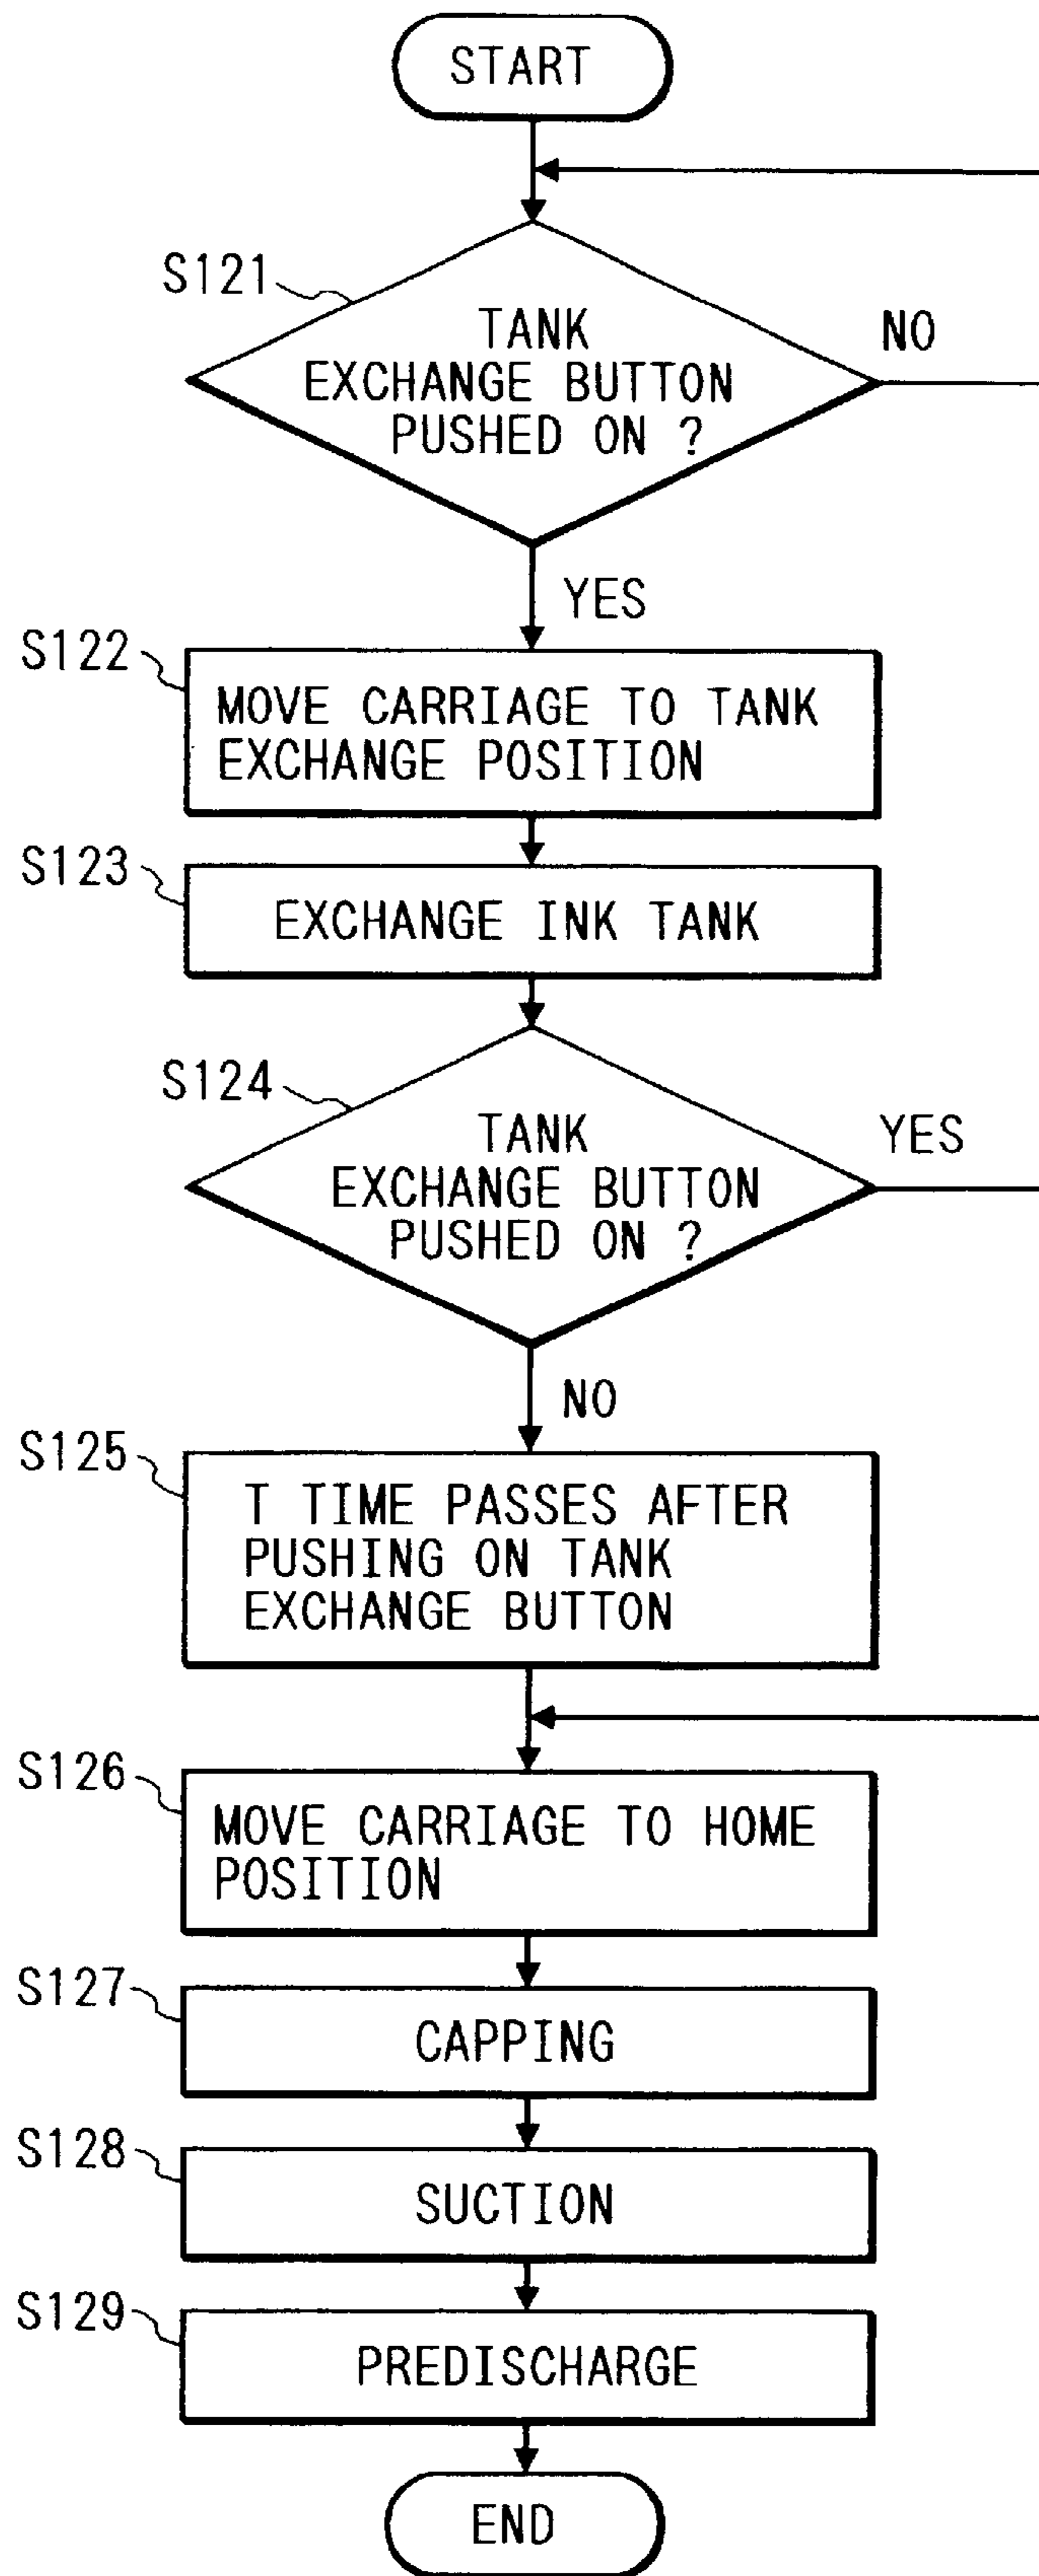 START
S121
TANK
EXCHANGE BUTTON
PUSHED ON ?
NO
YES
S122
MOVE CARRIAGE TO TANK
EXCHANGE POSITION
S123
EXCHANGE INK TANK
S124
TANK
EXCHANGE BUTTON
PUSHED ON ?
YES
NO
S125
T TIME PASSES AFTER
PUSHING ON TANK
EXCHANGE BUTTON
S126
MOVE CARRIAGE TO HOME
POSITION
S127
CAPPING
S128
SUCTION
S129
PREDISCHARGE
END